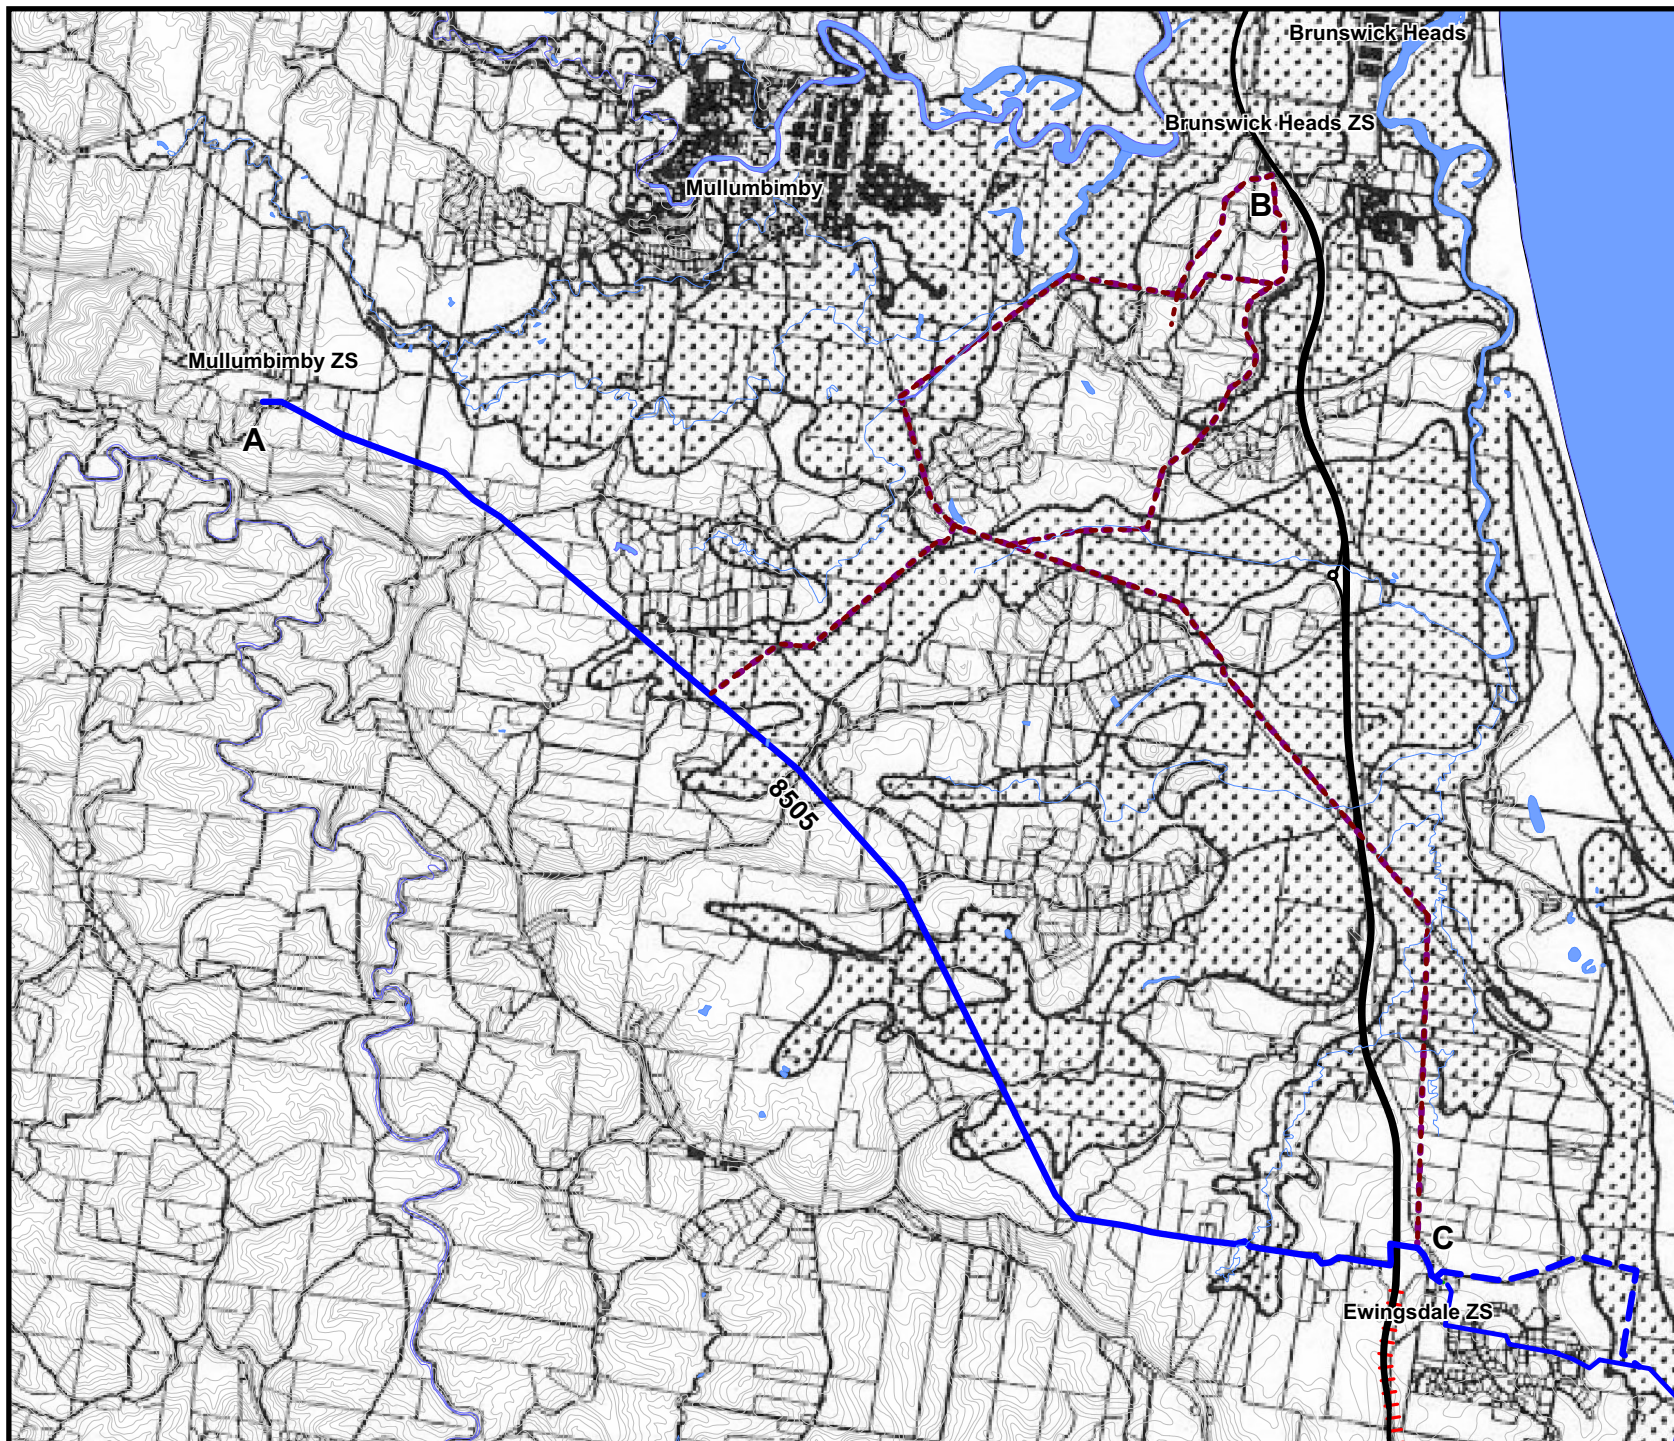 Brunswick Heads
Brunswick Heads ZS
Mullumbimby
B
Mullumbimby ZS
A
8505
C
Ewingsdale ZS